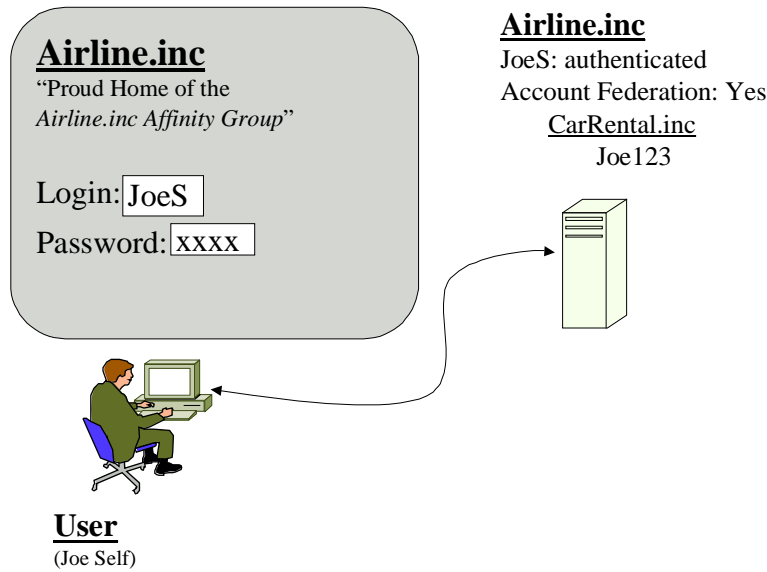 Airline.inc
“Proud Home of the
Airline.inc Affinity Group”
Login: JoeS
Password: xxxx
Airline.inc
JoeS: authenticated
Account Federation: Yes
CarRental.inc
Joe123
User
(Joe Self)